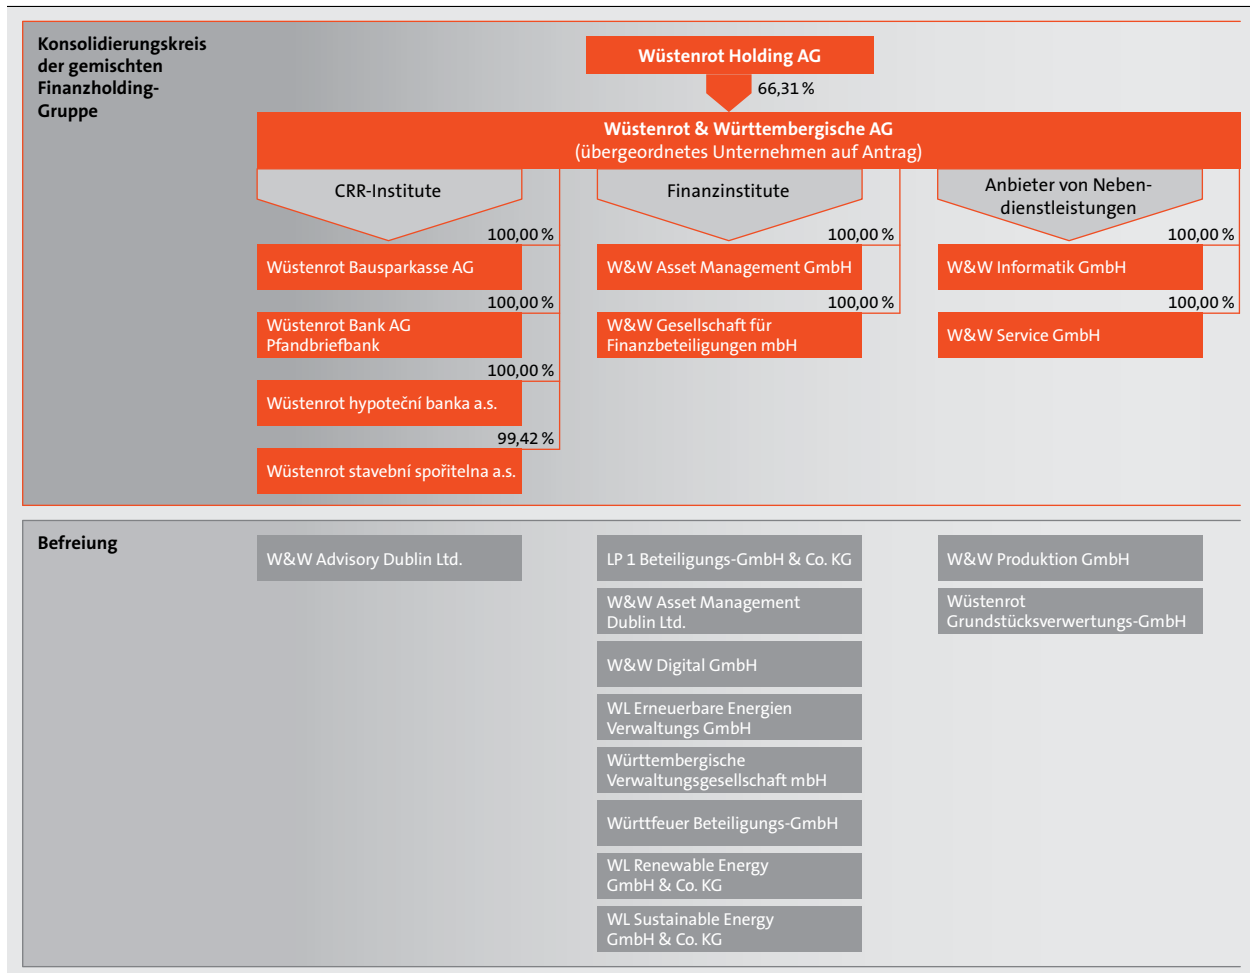 Konsolidierungskreis
der gemischten
Finanzholding-
Gruppe
Wüstenrot Holding AG
66,31 %
Wüstenrot & Württembergische AG
(übergeordnetes Unternehmen auf Antrag)
CRR-Institute
100,00 %
Wüstenrot Bausparkasse AG
100,00 %
Wüstenrot Bank AG
Pfandbriefbank
100,00 %
Wüstenrot hypoteční banka a.s.
99,42 %
Wüstenrot stavební spořitelna a.s.
Finanzinstitute
100,00 %
W&W Asset Management GmbH
100,00 %
W&W Gesellschaft für
Finanzbeteiligungen mbH
Anbieter von Neben-
dienstleistungen
100,00 %
W&W Informatik GmbH
100,00 %
W&W Service GmbH
Befreiung
W&W Advisory Dublin Ltd.
LP 1 Beteiligungs-GmbH & Co. KG
W&W Asset Management
Dublin Ltd.
W&W Digital GmbH
WL Erneuerbare Energien
Verwaltungs GmbH
Württembergische
Verwaltungsgesellschaft mbH
Württfeuer Beteiligungs-GmbH
WL Renewable Energy
GmbH & Co. KG
WL Sustainable Energy
GmbH & Co. KG
W&W Produktion GmbH
Wüstenrot
Grundstücksverwertungs-GmbH